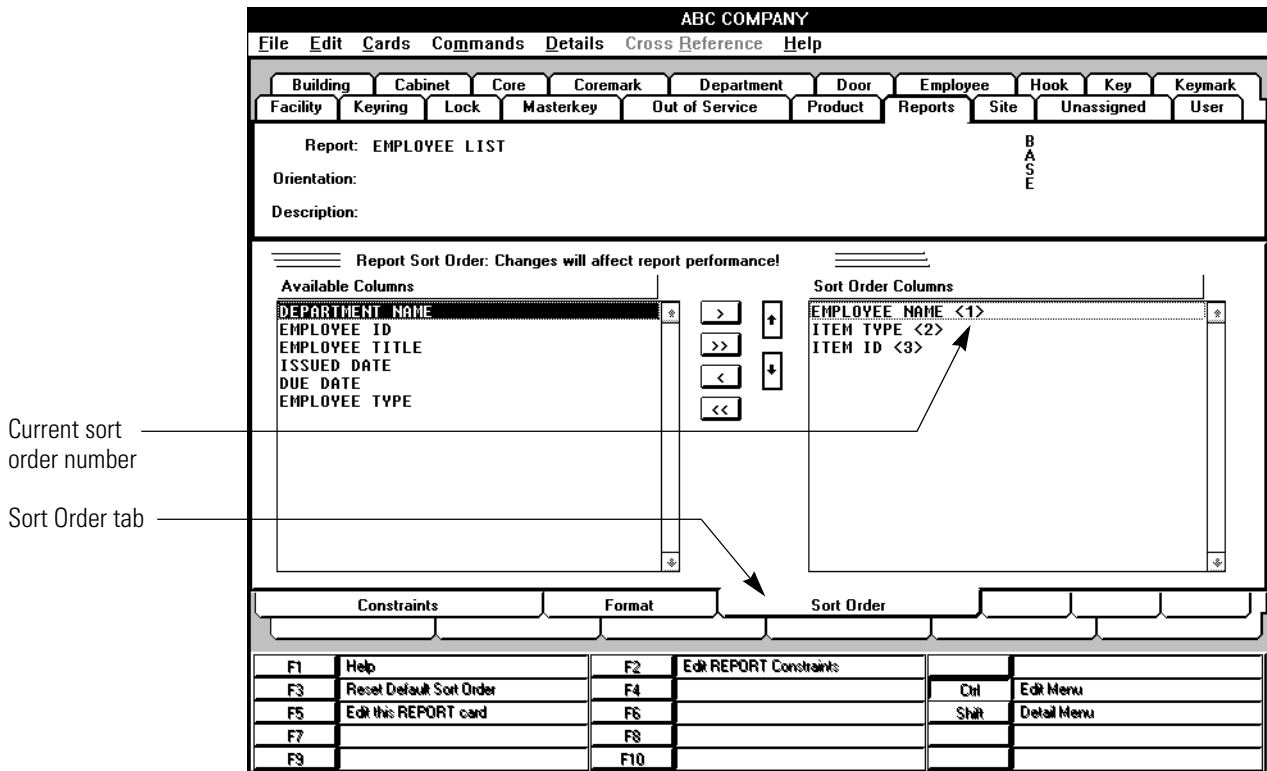 ABC COMPANY
File Edit Cards Commands Details Cross Reference Help
Building Cabinet Core Coremark Department Door Employee Hook Key Keymark
Facility Keyring Lock Masterkey Out of Service Product Reports Site Unassigned User
Report: EMPLOYEE LIST
BASE
Orientation:
Description:
Report Sort Order: Changes will affect report performance!
Available Columns Sort Order Columns
DEPARTMENT NAME > EMPLOYEE NAME <1>
EMPLOYEE ID ITEM TYPE <2>
EMPLOYEE TITLE >> ITEM ID <3>
ISSUED DATE
DUE DATE <
EMPLOYEE TYPE
<<
Current sort
order number
Sort Order tab
Constraints Format Sort Order
F1 Help F2 Edit REPORT Constraints
F3 Reset Default Sort Order F4 Ctrl Edit Menu
F5 Edit this REPORT card F6 Shift Detail Menu
F7 F8
F9 F10